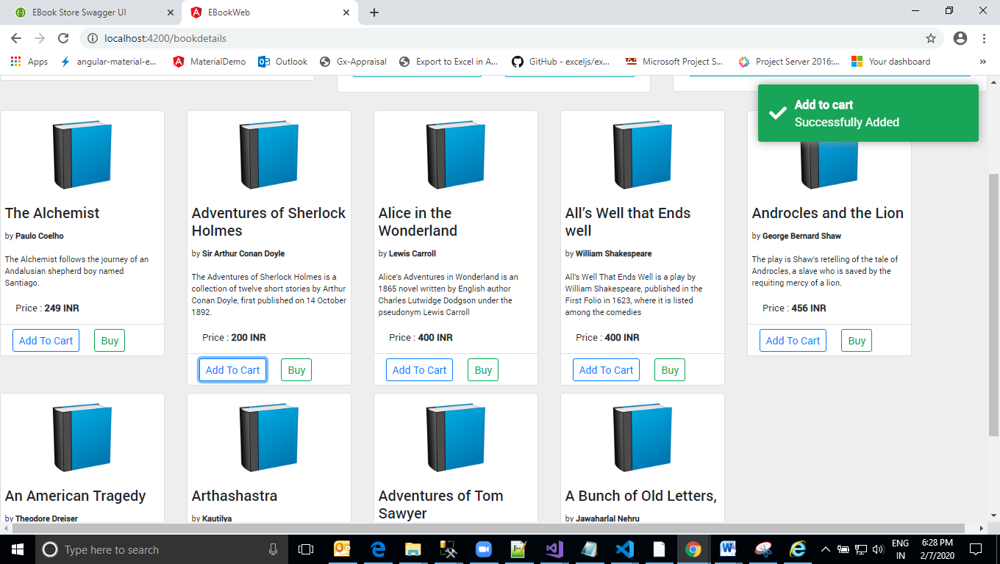 EBook Store Swagger UI
EBookWeb
localhost:4200/bookdetails
Apps
angular-material-e...
MaterialDemo
Outlook
Gx-Appraisal
Export to Excel in A...
GitHub - exceljs/ex...
Microsoft Project S...
Project Server 2016:...
Your dashboard
»
Add to cart
Successfully Added
The Alchemist
by Paulo Coelho
The Alchemist follows the journey of an
Andalusian shepherd boy named
Santiago.
Price : 249 INR
Add To Cart
Buy
Adventures of Sherlock
Holmes
by Sir Arthur Conan Doyle
The Adventures of Sherlock Holmes is a
collection of twelve short stories by Arthur
Conan Doyle, first published on 14 October
1892.
Price : 200 INR
Add To Cart
Buy
Alice in the
Wonderland
by Lewis Carroll
Alice's Adventures in Wonderland is an
1865 novel written by English author
Charles Lutwidge Dodgson under the
pseudonym Lewis Carroll
Price : 400 INR
Add To Cart
Buy
All’s Well that Ends
well
by William Shakespeare
All's Well That Ends Well is a play by
William Shakespeare, published in the
First Folio in 1623, where it is listed
among the comedies
Price : 400 INR
Add To Cart
Buy
Androcles and the Lion
by George Bernard Shaw
The play is Shaw's retelling of the tale of
Androcles, a slave who is saved by the
requiting mercy of a lion.
Price : 456 INR
Add To Cart
Buy
An American Tragedy
by Theodore Dreiser
Arthashastra
by Kautilya
Adventures of Tom
Sawyer
A Bunch of Old Letters,
by Jawaharlal Nehru
Type here to search
ENG
IN
6:28 PM
2/7/2020